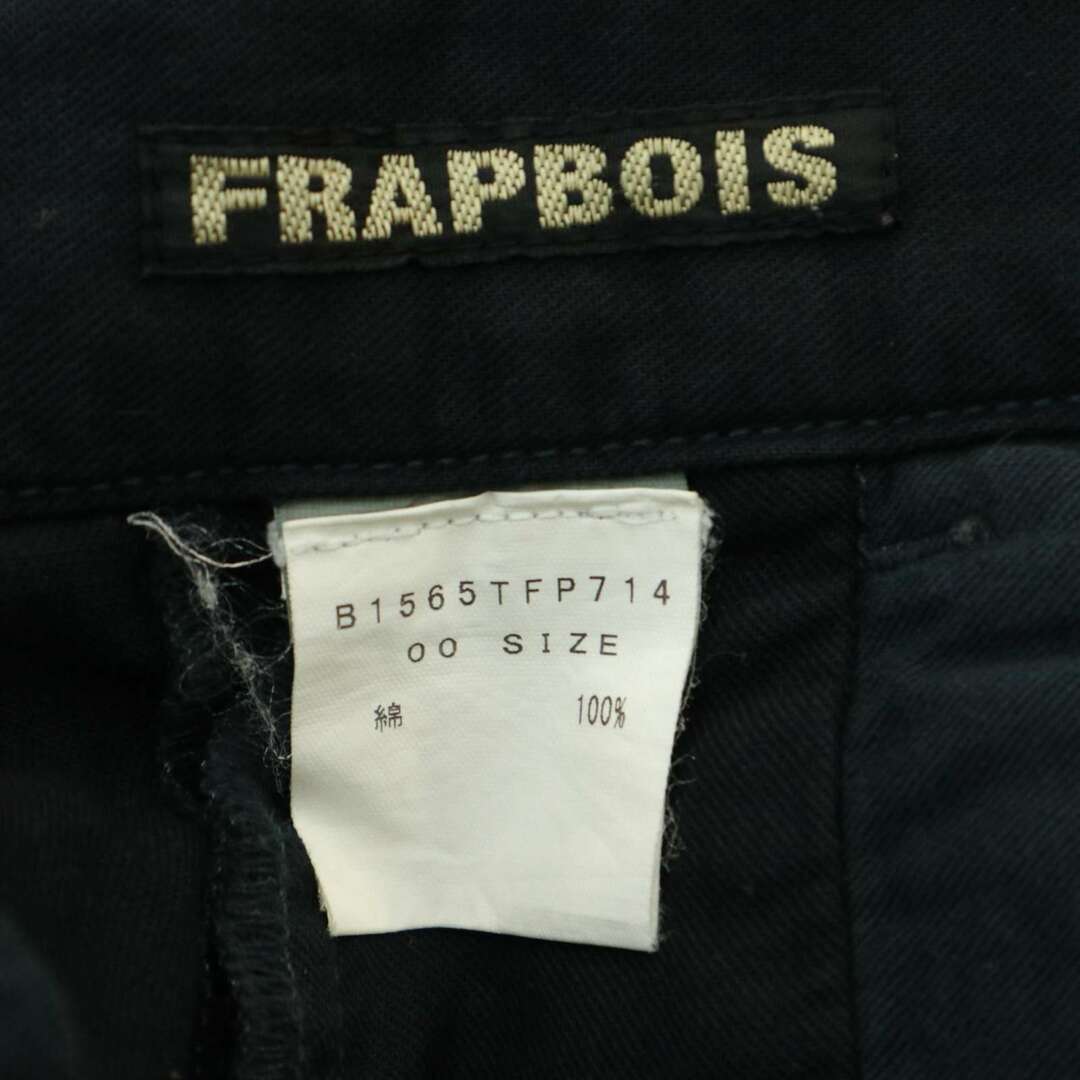 FRAPBOIS
B1565TFP714
00 SIZE
綿 100%